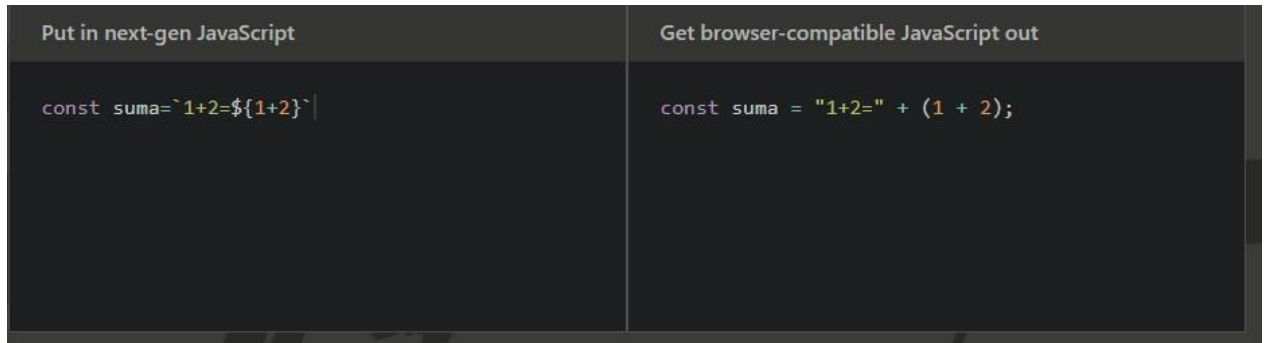 Put in next-gen JavaScript
Get browser-compatible JavaScript out
const suma=`1+2=${1+2}`
const suma = "1+2=" + (1 + 2);